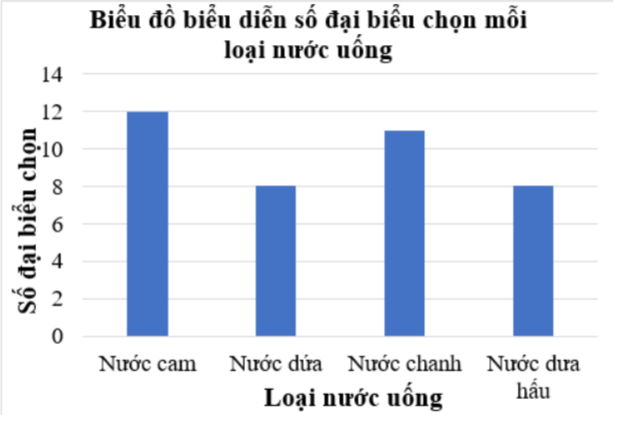 Biểu đồ biểu diễn số đại biểu chọn mỗi
loại nước uống
Số đại biểu chọn
14
12
10
8
6
4
2
0
Nước cam
Nước dứa
Nước chanh
Nước dưa
hấu
Loại nước uống